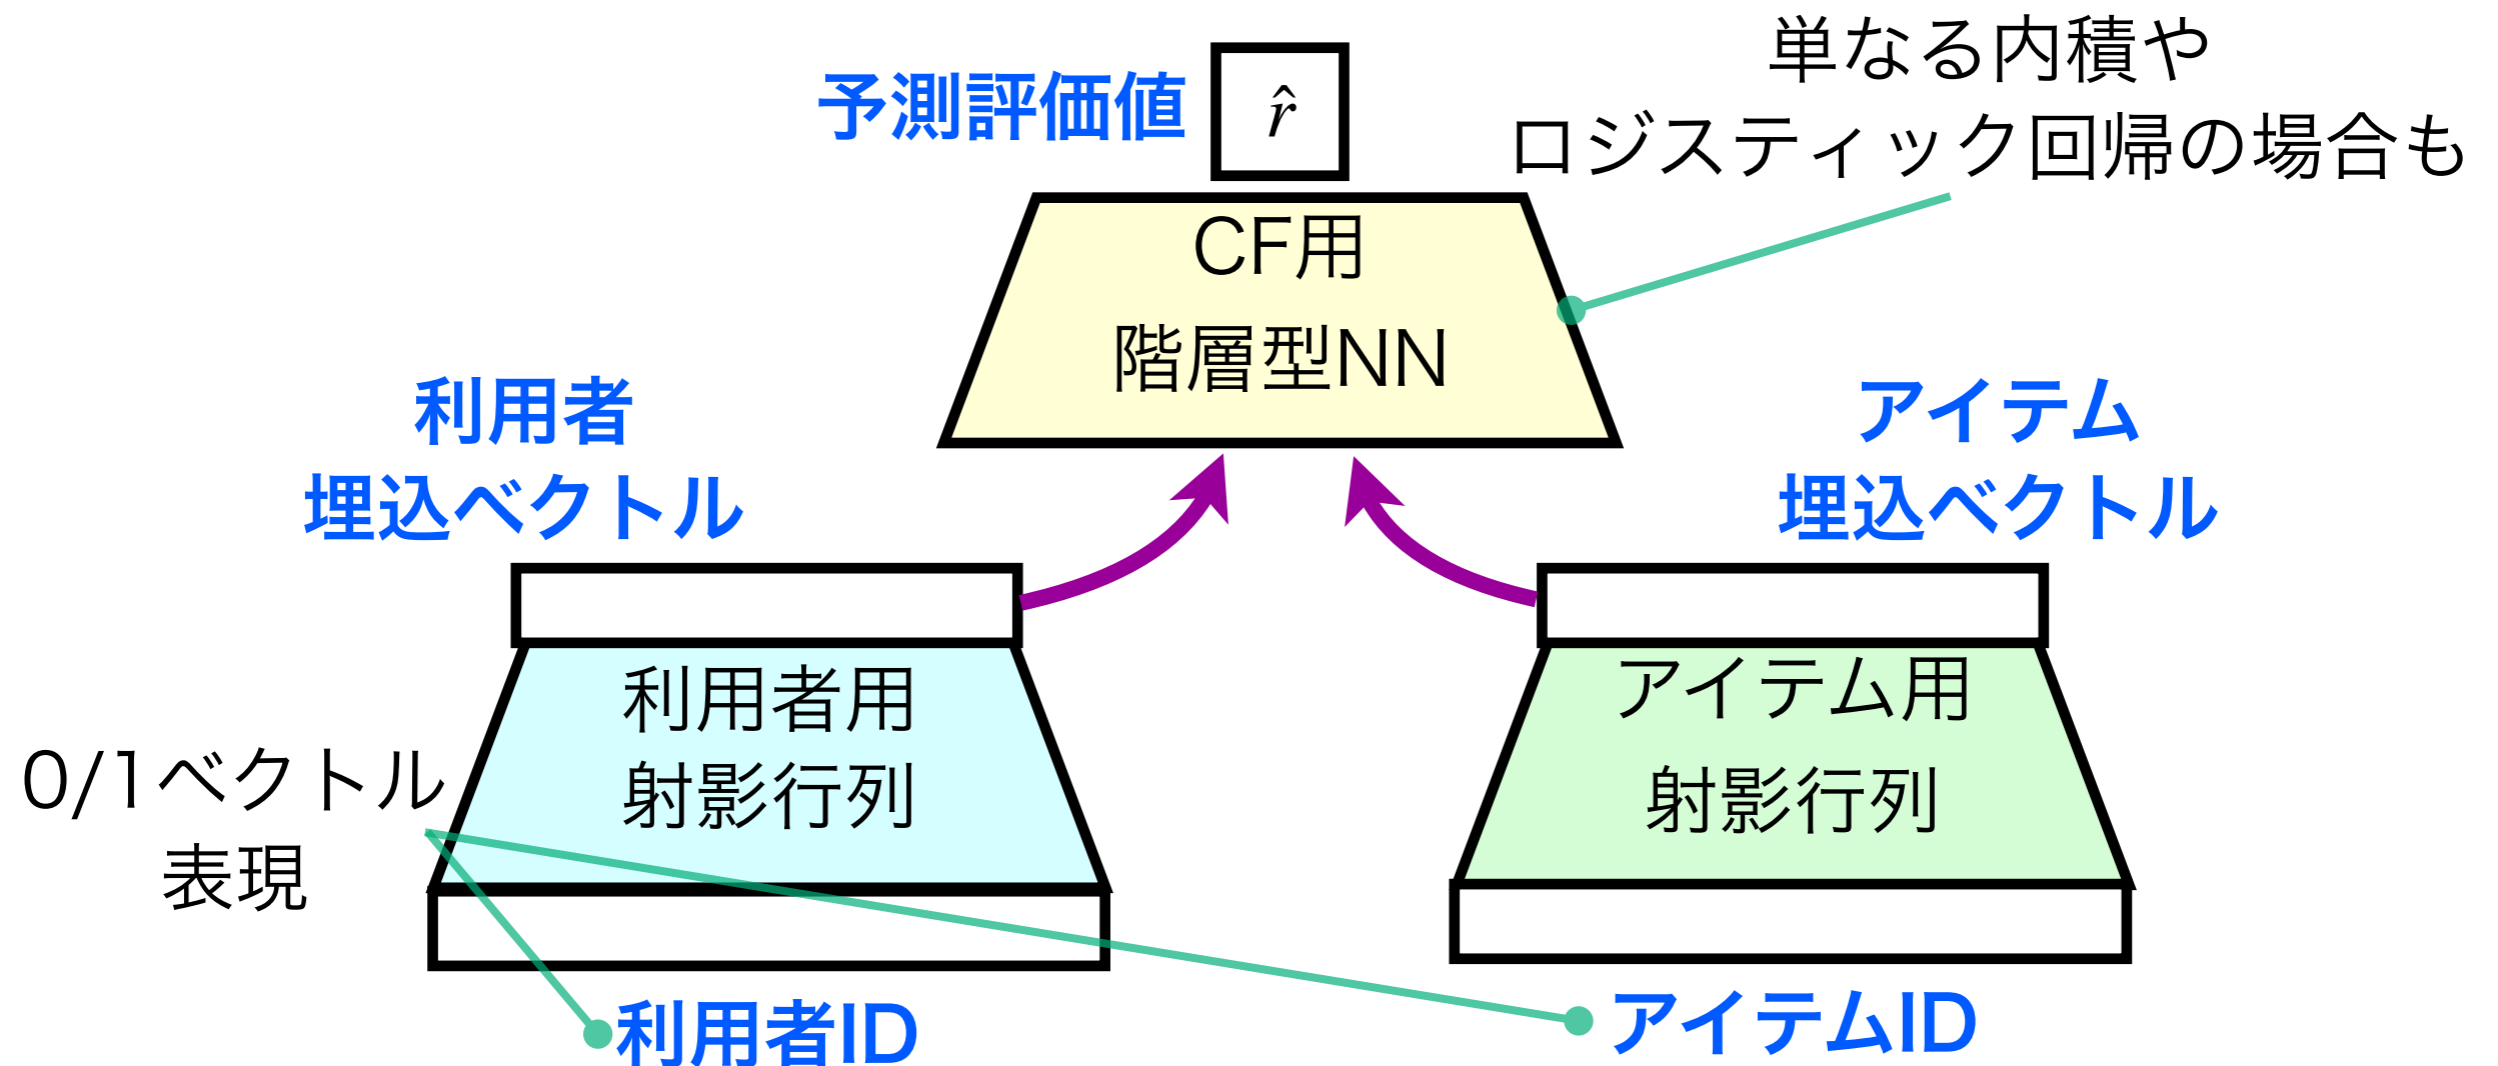 単なる内積や
ロジスティック回帰の場合も
予測評価値
r̂
CF用
階層型NN
利用者
埋込ベクトル
アイテム
埋込ベクトル
利用者用
射影行列
アイテム用
射影行列
0/1ベクトル
表現
利用者ID
アイテムID